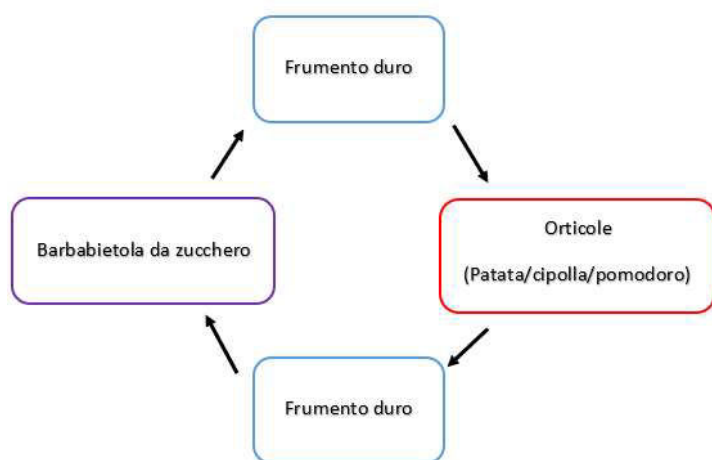 Frumento duro
Orticole
(Patata/cipolla/pomodoro)
Barbabietola da zucchero
Frumento duro